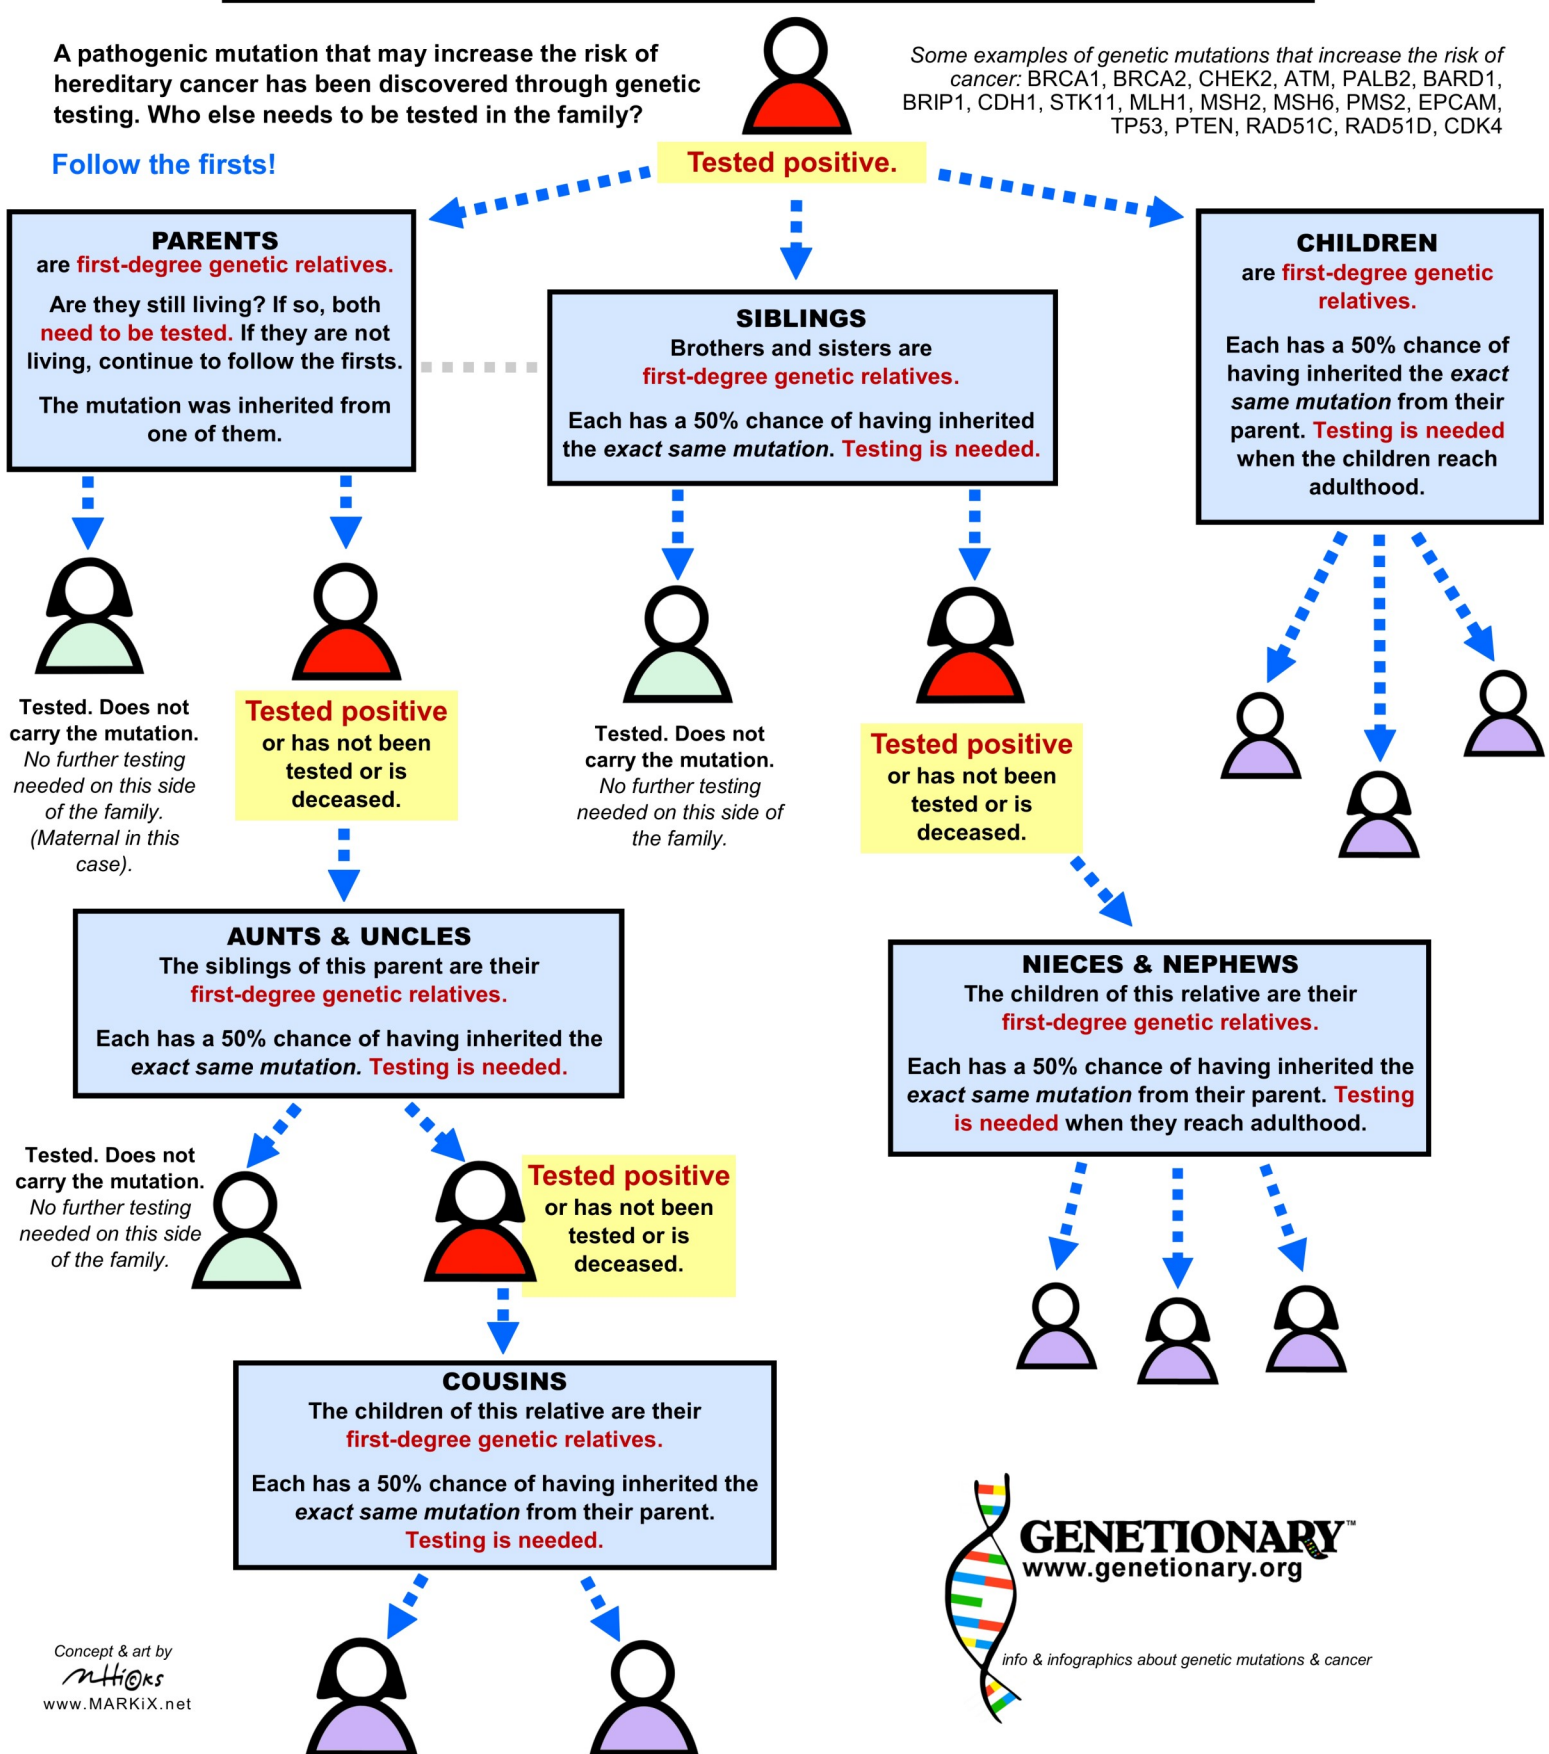 A pathogenic mutation that may increase the risk of
hereditary cancer has been discovered through genetic
testing. Who else needs to be tested in the family?
Follow the firsts!
Some examples of genetic mutations that increase the risk of
cancer: BRCA1, BRCA2, CHEK2, ATM, PALB2, BARD1,
BRIP1, CDH1, STK11, MLH1, MSH2, MSH6, PMS2, EPCAM,
TP53, PTEN, RAD51C, RAD51D, CDK4
Tested positive.
PARENTS
are first-degree genetic relatives.
Are they still living? If so, both
need to be tested. If they are not
living, continue to follow the firsts.
The mutation was inherited from
one of them.
SIBLINGS
Brothers and sisters are
first-degree genetic relatives.
Each has a 50% chance of having inherited
the exact same mutation. Testing is needed.
CHILDREN
are first-degree genetic
relatives.
Each has a 50% chance of
having inherited the exact
same mutation from their
parent. Testing is needed
when the children reach
adulthood.
Tested. Does not
carry the mutation.
No further testing
needed on this side
of the family.
(Maternal in this
case).
Tested positive
or has not been
tested or is
deceased.
Tested. Does not
carry the mutation.
No further testing
needed on this side of
the family.
Tested positive
or has not been
tested or is
deceased.
AUNTS & UNCLES
The siblings of this parent are their
first-degree genetic relatives.
Each has a 50% chance of having inherited the
exact same mutation. Testing is needed.
NIECES & NEPHEWS
The children of this relative are their
first-degree genetic relatives.
Each has a 50% chance of having inherited the
exact same mutation from their parent. Testing
is needed when they reach adulthood.
Tested. Does not
carry the mutation.
No further testing
needed on this side
of the family.
Tested positive
or has not been
tested or is
deceased.
COUSINS
The children of this relative are their
first-degree genetic relatives.
Each has a 50% chance of having inherited the
exact same mutation from their parent.
Testing is needed.
GENETIONARY™
www.genetionary.org
info & infographics about genetic mutations & cancer
Concept & art by
www.MARKiX.net